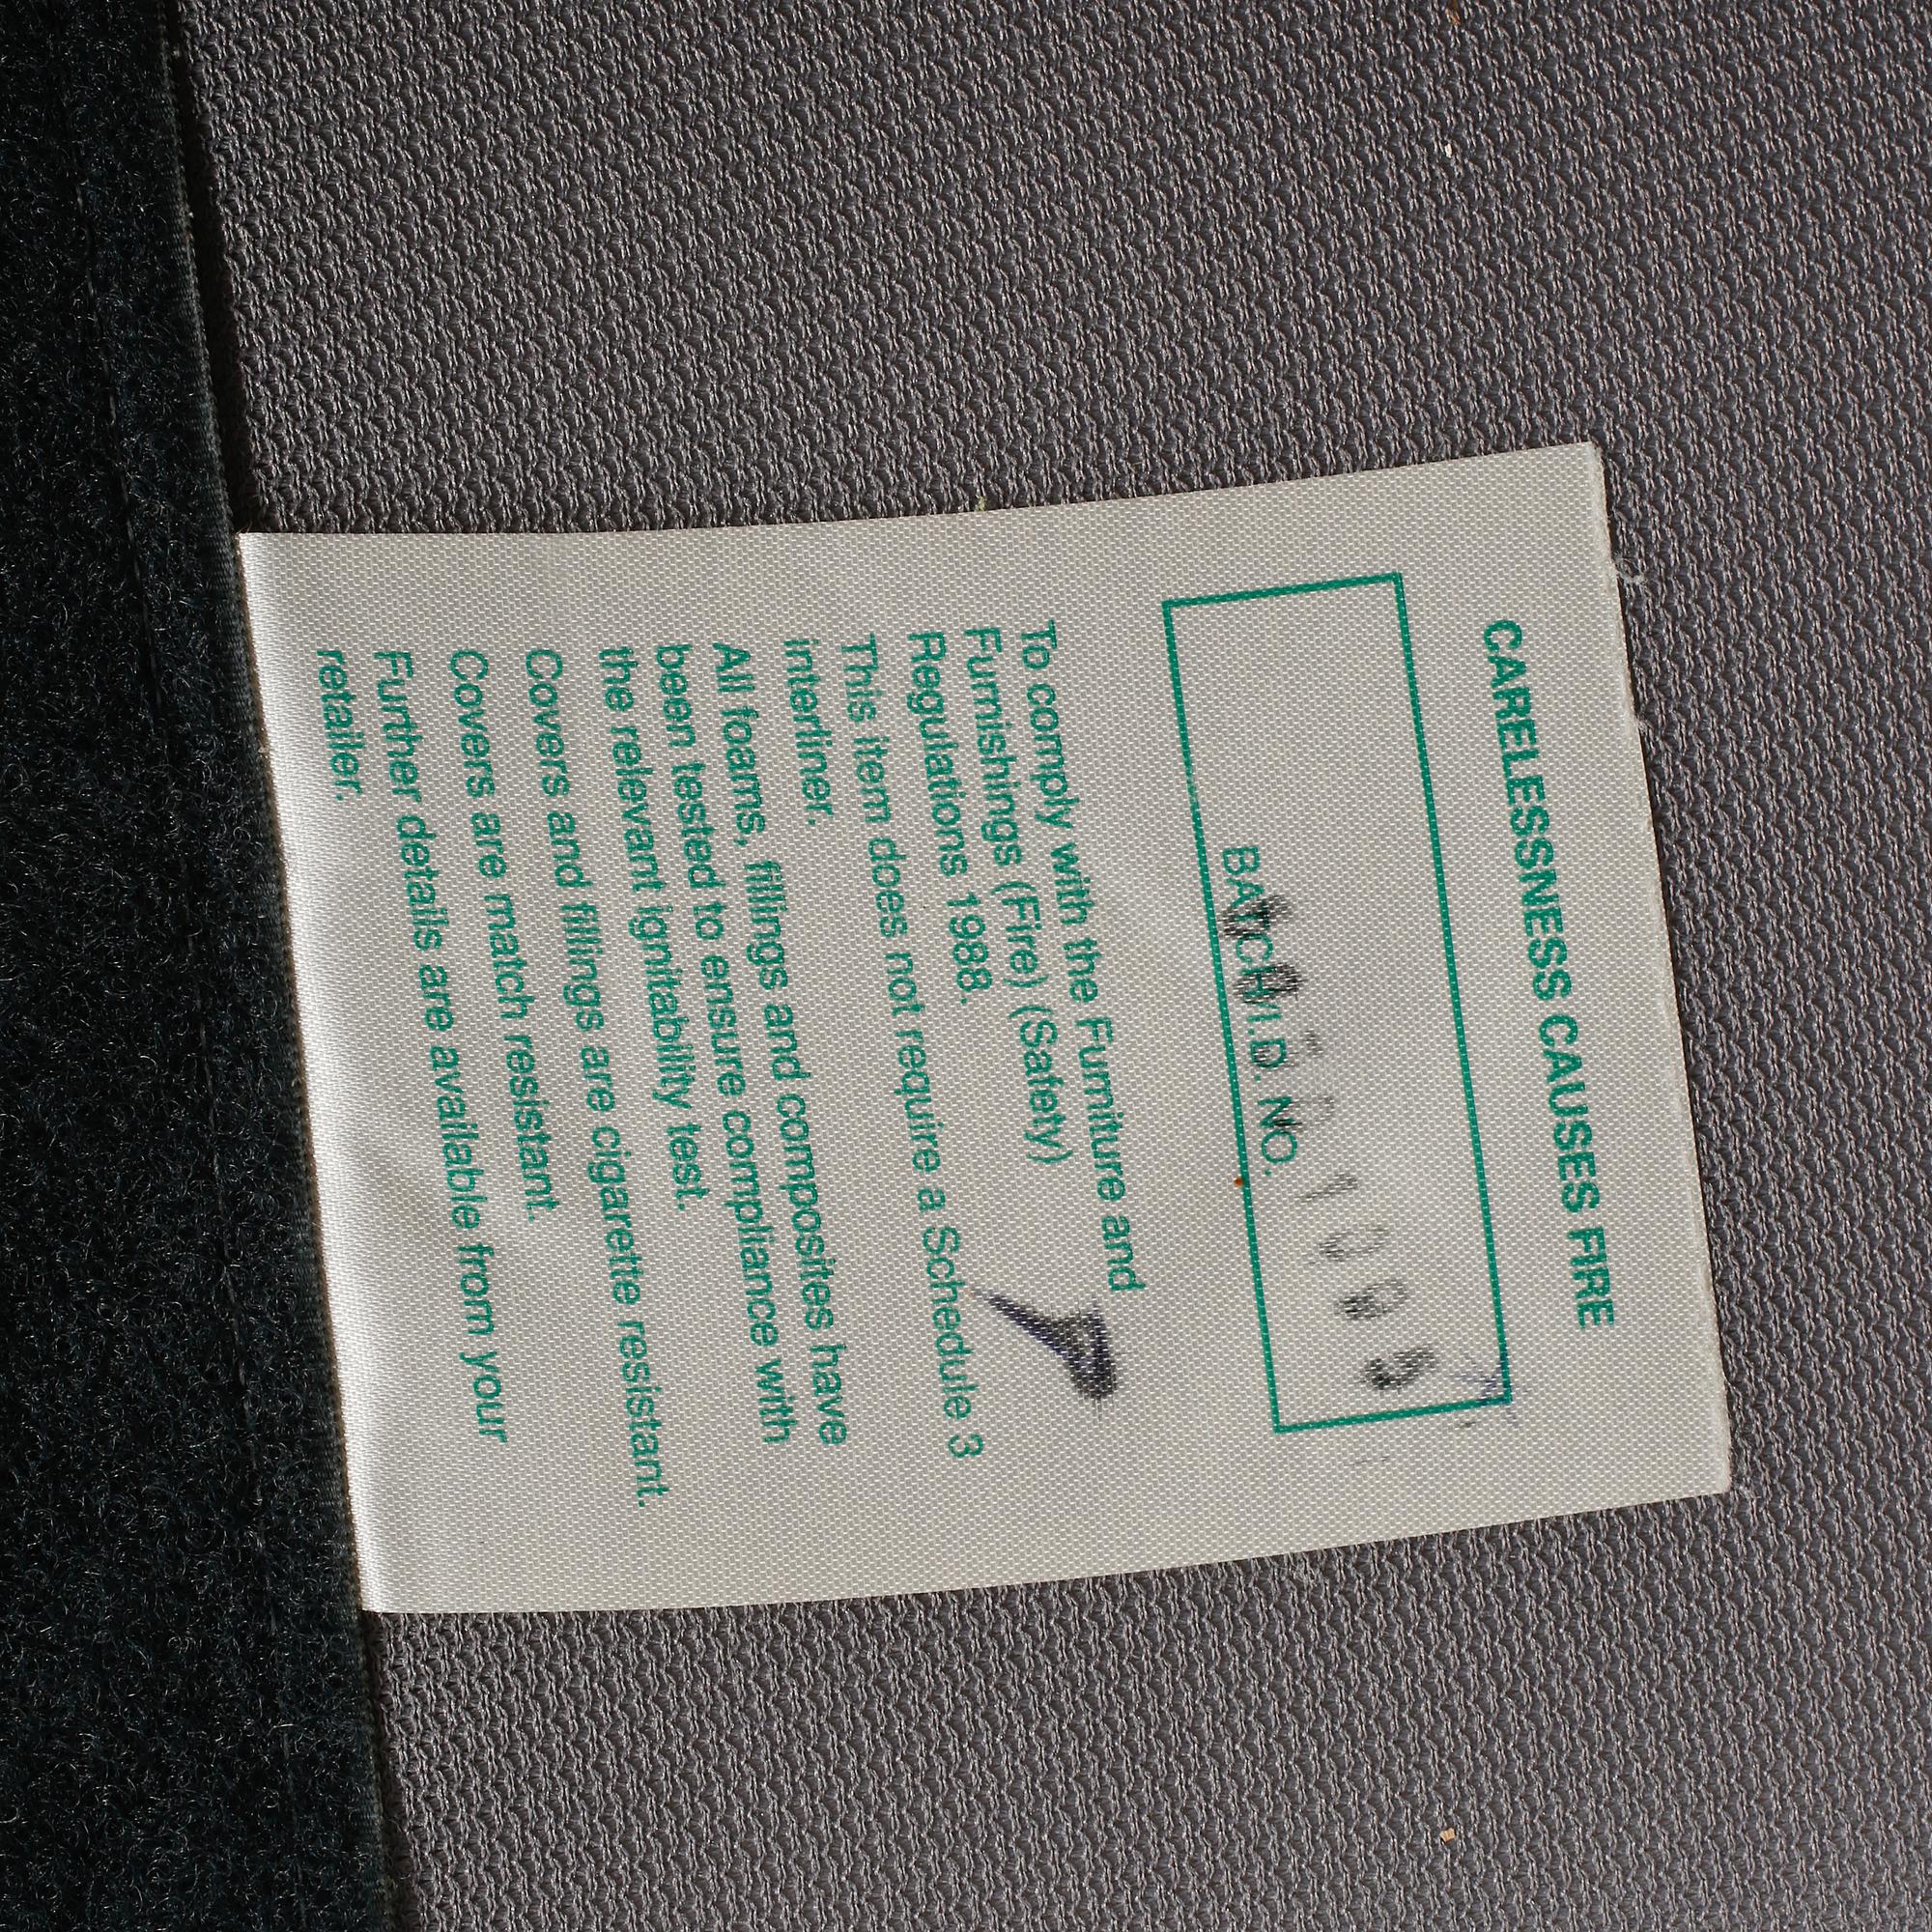 CARELESSNESS CAUSES FIRE
BATCH I.D. NO.
To comply with the Furniture and
Furnishings (Fire) (Safety)
Regulations 1988.
This item does not require a Schedule 3
interliner.
All foams, fillings and composites have
been tested to ensure compliance with
the relevant ignitability test.
Covers and fillings are cigarette resistant.
Covers are match resistant.
Further details are available from your
retailer.